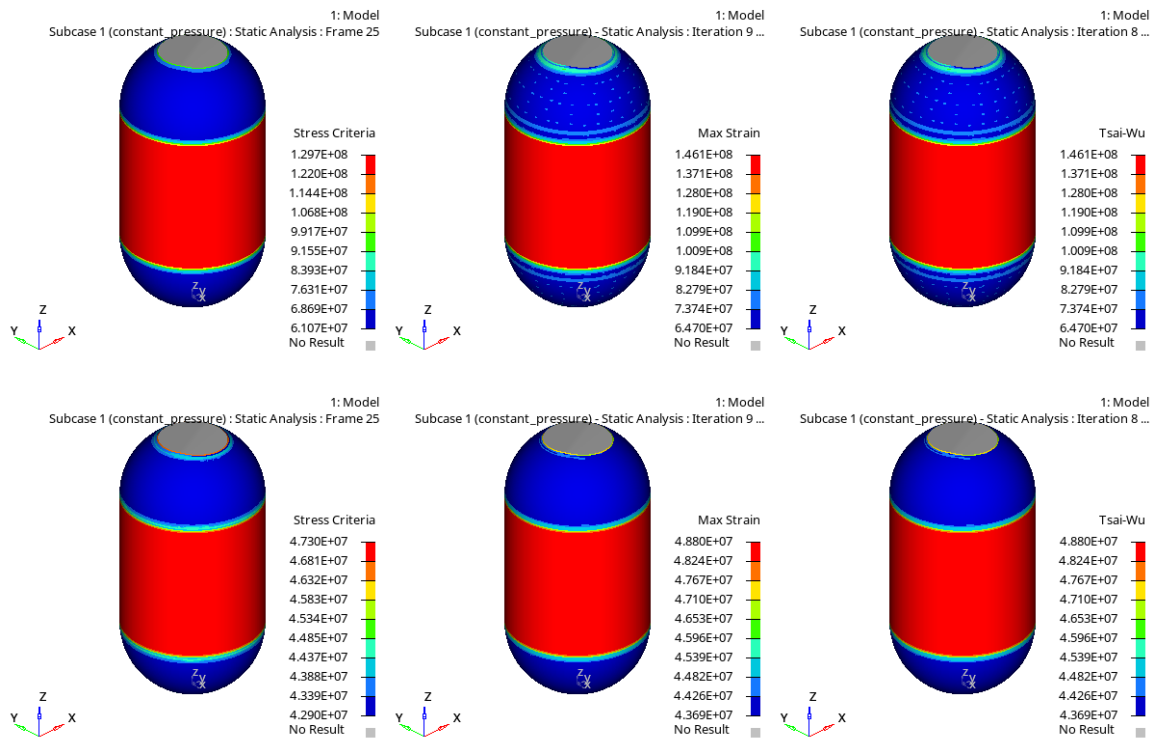 1: Model
Subcase 1 (constant_pressure) : Static Analysis : Frame 25
Stress Criteria
1.297E+08
1.220E+08
1.144E+08
1.068E+08
9.917E+07
9.155E+07
8.393E+07
7.631E+07
6.869E+07
6.107E+07
No Result
Z
Y
X
Z
Y
X
1: Model
Subcase 1 (constant_pressure) - Static Analysis : Iteration 9 ...
Max Strain
1.461E+08
1.371E+08
1.280E+08
1.190E+08
1.099E+08
1.009E+08
9.184E+07
8.279E+07
7.374E+07
6.470E+07
No Result
Z
Y
X
Z
Y
X
1: Model
Subcase 1 (constant_pressure) - Static Analysis : Iteration 8 ...
Tsai-Wu
1.461E+08
1.371E+08
1.280E+08
1.190E+08
1.099E+08
1.009E+08
9.184E+07
8.279E+07
7.374E+07
6.470E+07
No Result
Z
Y
X
Z
Y
X
1: Model
Subcase 1 (constant_pressure) : Static Analysis : Frame 25
Stress Criteria
4.730E+07
4.681E+07
4.632E+07
4.583E+07
4.534E+07
4.485E+07
4.437E+07
4.388E+07
4.339E+07
4.290E+07
No Result
Z
Y
X
Z
Y
X
1: Model
Subcase 1 (constant_pressure) - Static Analysis : Iteration 9 ...
Max Strain
4.880E+07
4.824E+07
4.767E+07
4.710E+07
4.653E+07
4.596E+07
4.539E+07
4.482E+07
4.426E+07
4.369E+07
No Result
Z
Y
X
Z
Y
X
1: Model
Subcase 1 (constant_pressure) - Static Analysis : Iteration 8 ...
Tsai-Wu
4.880E+07
4.824E+07
4.767E+07
4.710E+07
4.653E+07
4.596E+07
4.539E+07
4.482E+07
4.426E+07
4.369E+07
No Result
Z
Y
X
Z
Y
X